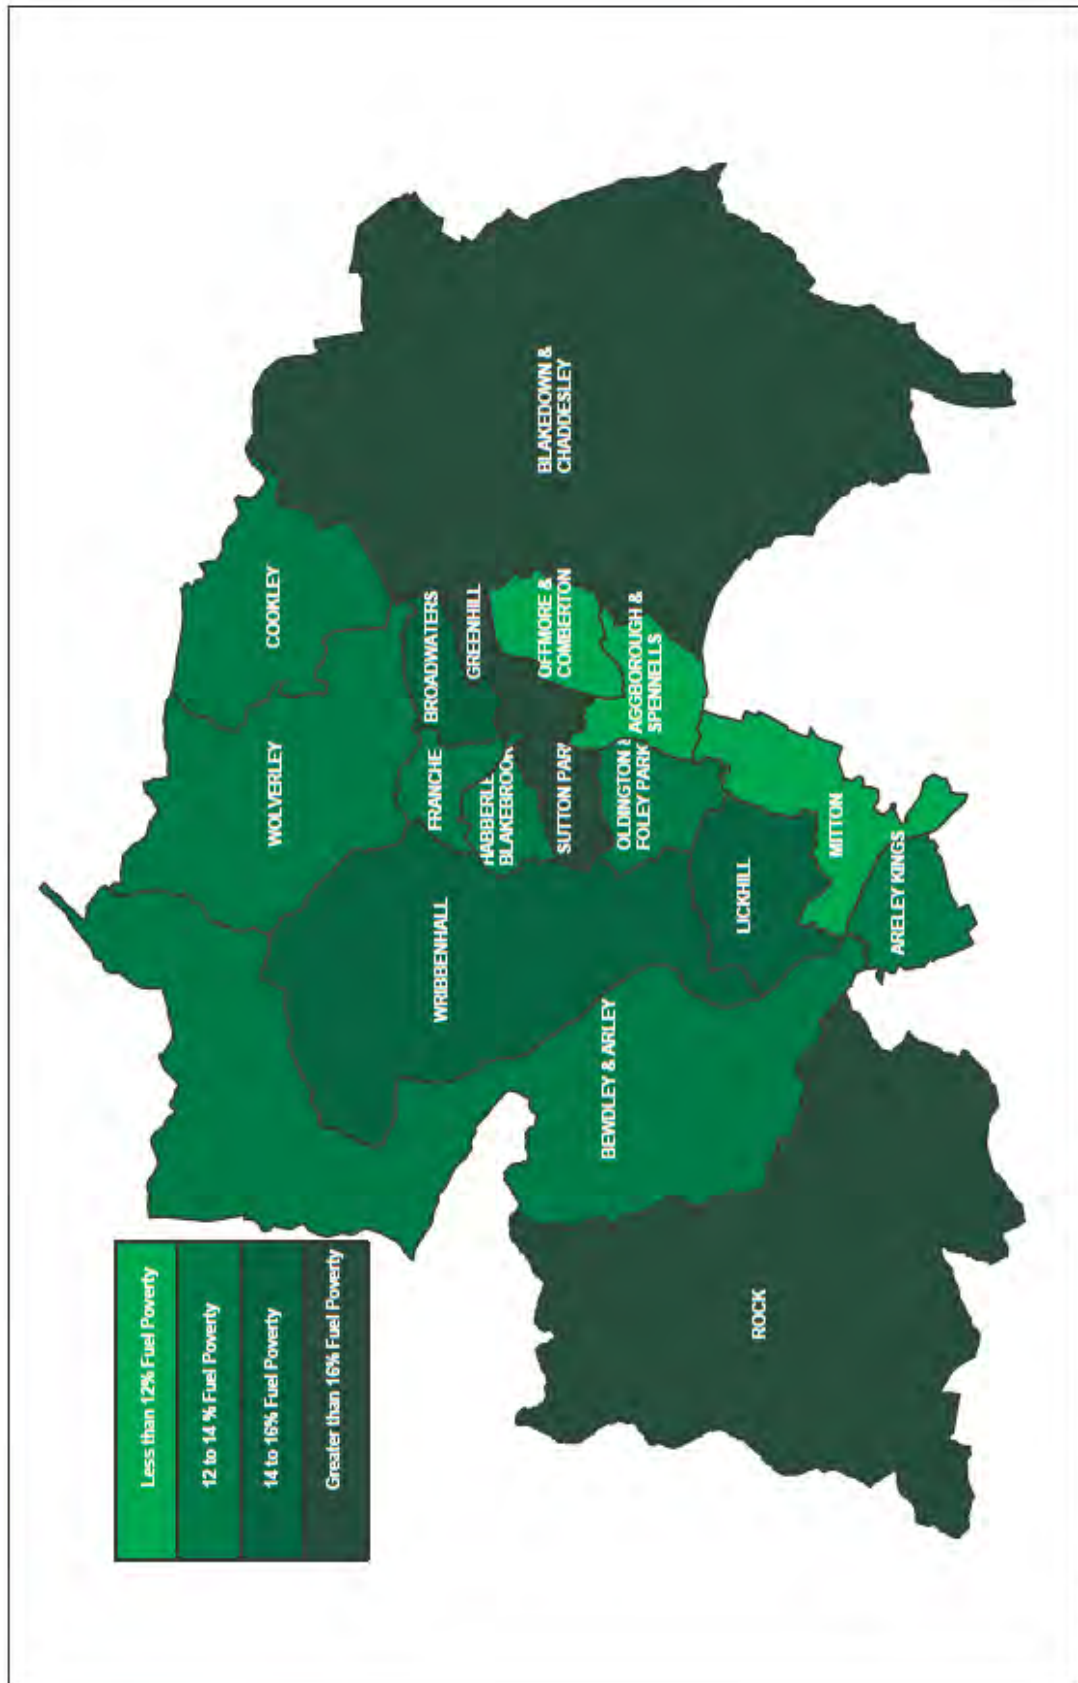 Less than 12% Fuel Poverty
12 to 14 % Fuel Poverty
14 to 16% Fuel Poverty
Greater than 16% Fuel Poverty
COOKLEY
WOLVERLEY
BROADWATERS
FRANCHE
GREENHILL
HABBERLE
BLAKEBROOK
WRIBBENHALL
BLAKEDOWN &
CHADDESLEY
OFFMORE &
COMBERTON
SUTTON PAR
AGGBOROUGH &
SPENNELLS
OLDINGTON &
FOLEY PARK
BEWDLEY & ARLEY
LICKHILL
MITTON
ARELEY KINGS
ROCK